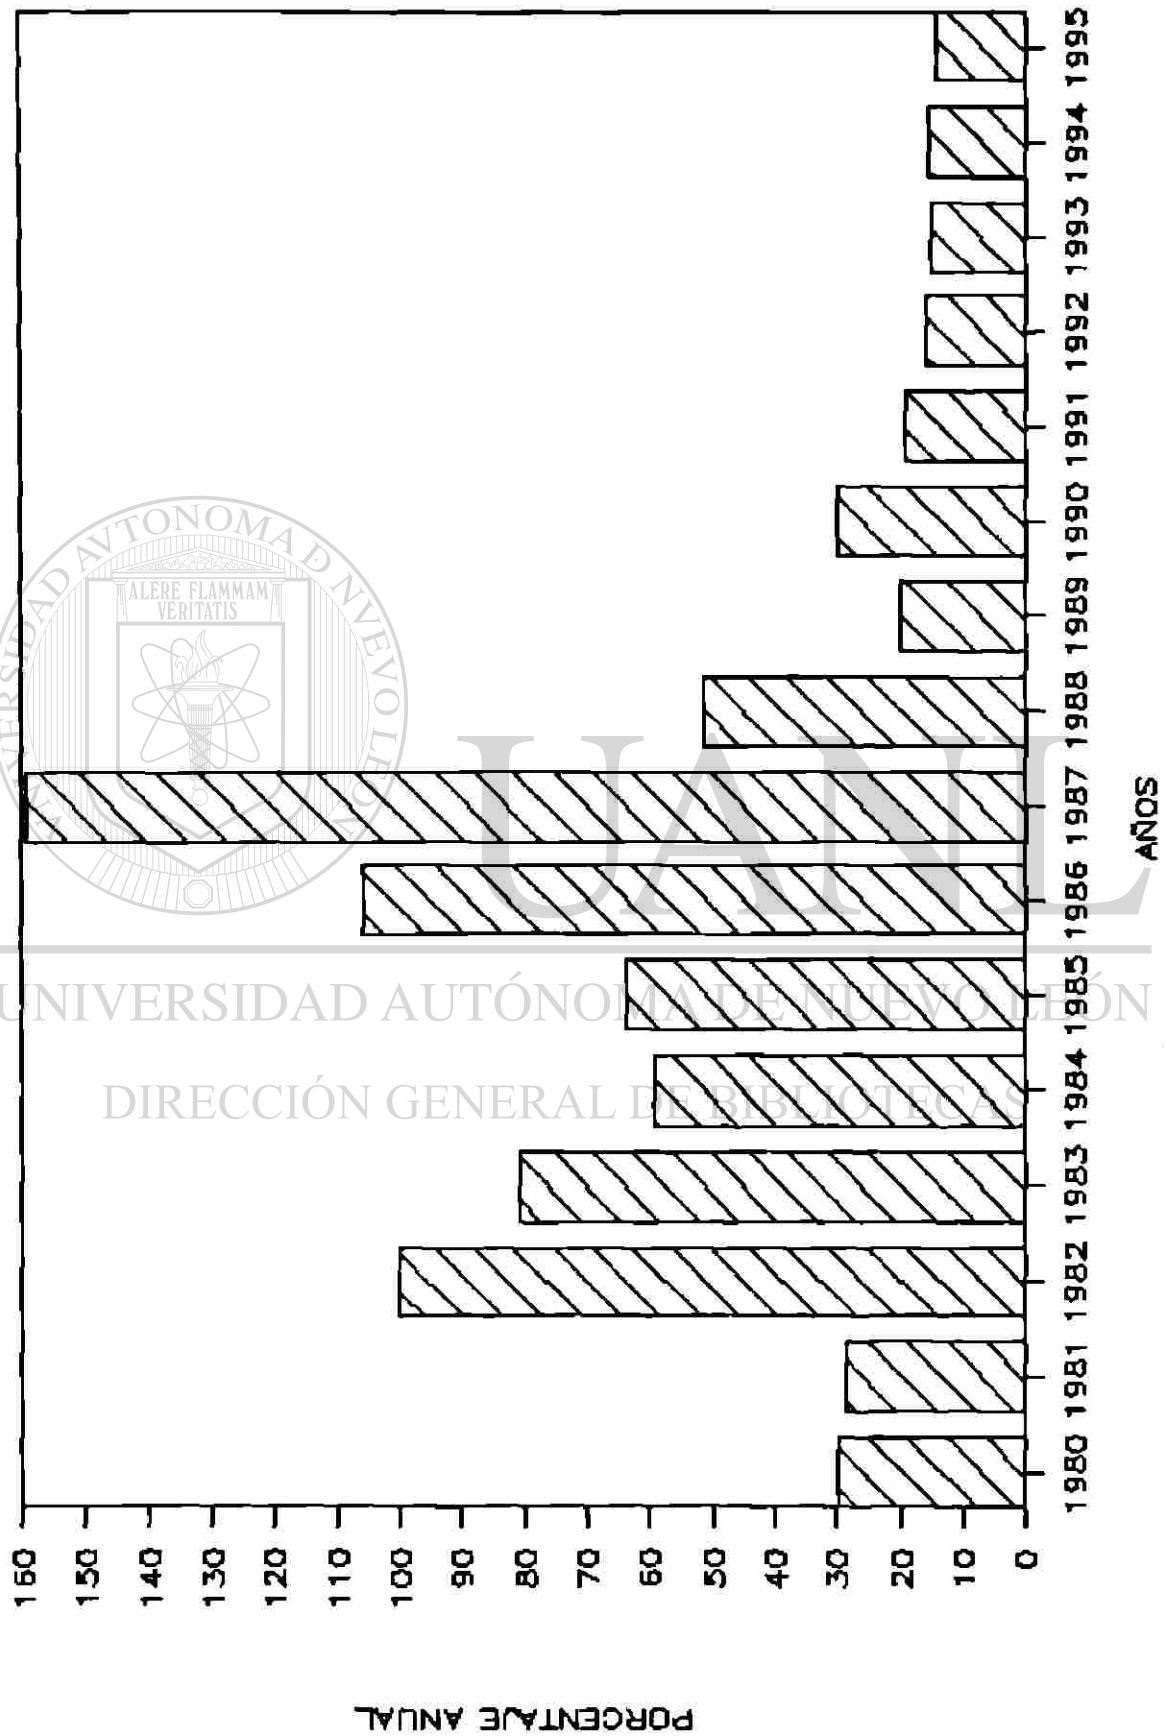 160
150
140
130
120
110
100
90
80
70
60
50
40
30
20
10
0
PORCENTAJE ANUAL
1980 1981 1982 1983 1984 1985 1986 1987 1988 1989 1990 1991 1992 1993 1994 1995
AÑOS
ALERE FLAMMAM
VERITATIS
UANL
UNIVERSIDAD AUTÓNOMA DE NUEVO LEÓN
DIRECCIÓN GENERAL DE BIBLIOTECAS